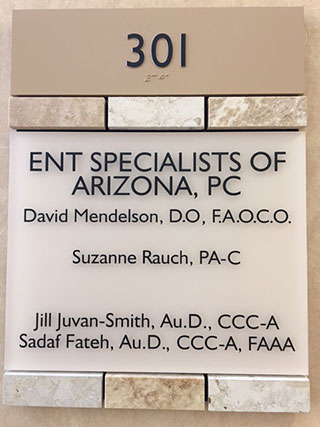 301
ENT SPECIALISTS OF
ARIZONA, PC
David Mendelson, D.O, F.A.O.C.O.
Suzanne Rauch, PA-C
Jill Juvan-Smith, Au.D., CCC-A
Sadaf Fateh, Au.D., CCC-A, FAAA